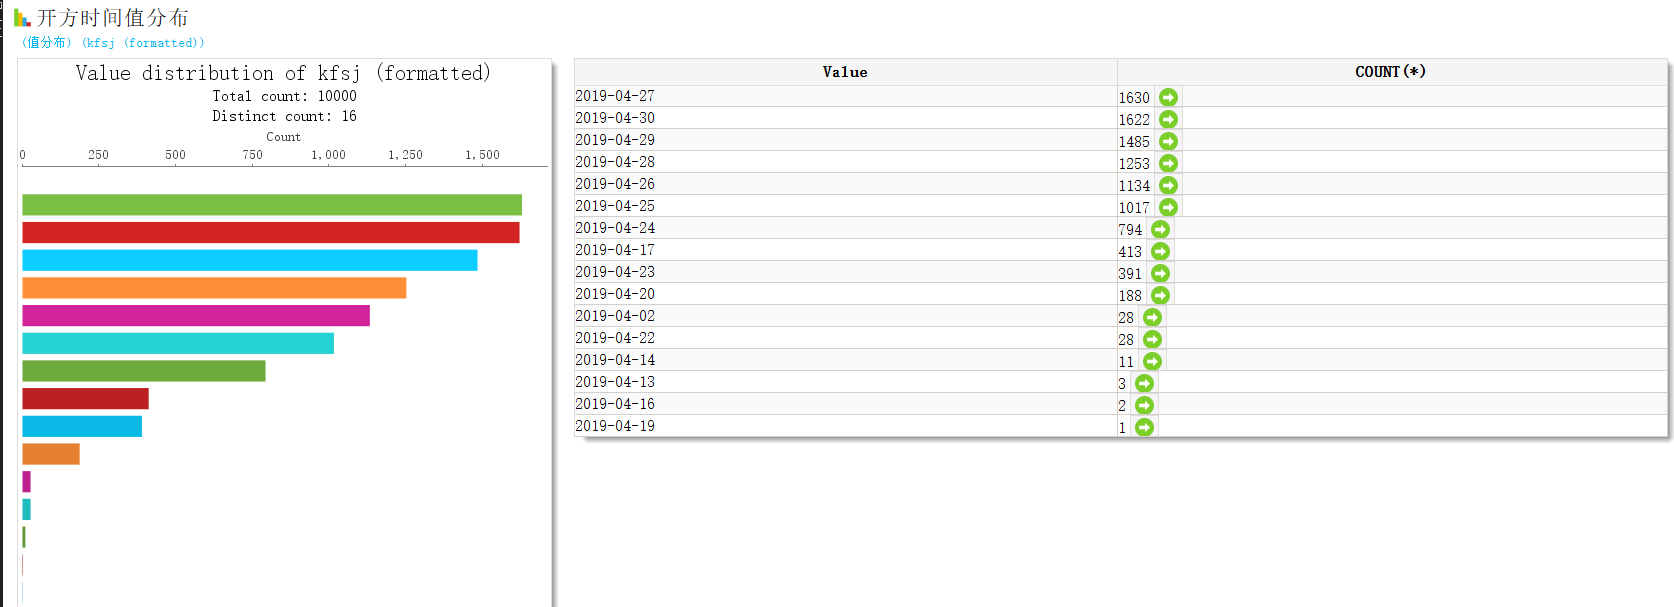 开方时间值分布
(值分布) (kfsj (formatted))
Value distribution of kfsj (formatted)
Total count: 10000
Distinct count: 16
Count
0 250 500 750 1,000 1,250 1,500
Value COUNT(*)
2019-04-27 1630
2019-04-30 1622
2019-04-29 1485
2019-04-28 1253
2019-04-26 1134
2019-04-25 1017
2019-04-24 794
2019-04-17 413
2019-04-23 391
2019-04-20 188
2019-04-02 28
2019-04-22 28
2019-04-14 11
2019-04-13 3
2019-04-16 2
2019-04-19 1